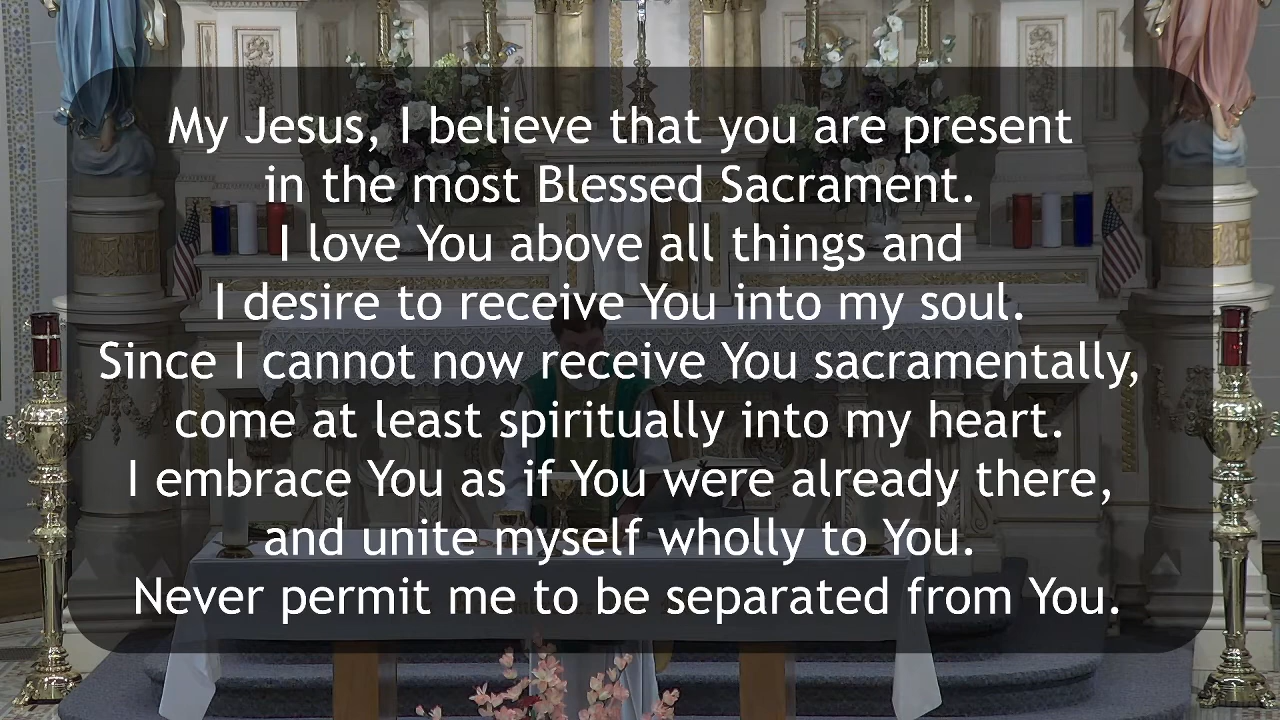 My Jesus, I believe that you are present
in the most Blessed Sacrament.
I love You above all things and
I desire to receive You into my soul.
Since I cannot now receive You sacramentally,
come at least spiritually into my heart.
I embrace You as if You were already there,
and unite myself wholly to You.
Never permit me to be separated from You.